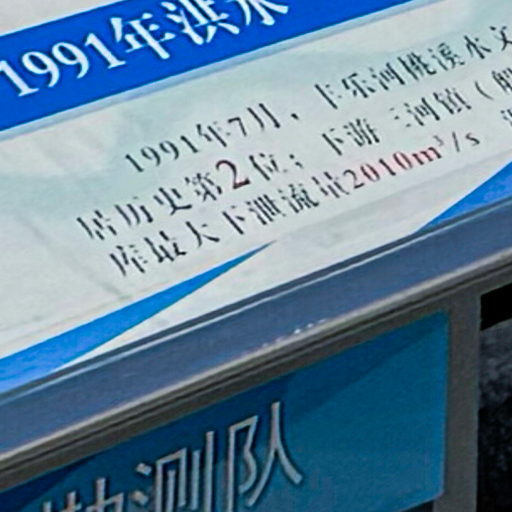 1991年洪水
1991年7月，丰乐河桃溪水文
居历史第2位；下游三河镇（
库最大下泄流量2010m³/s
勘测队